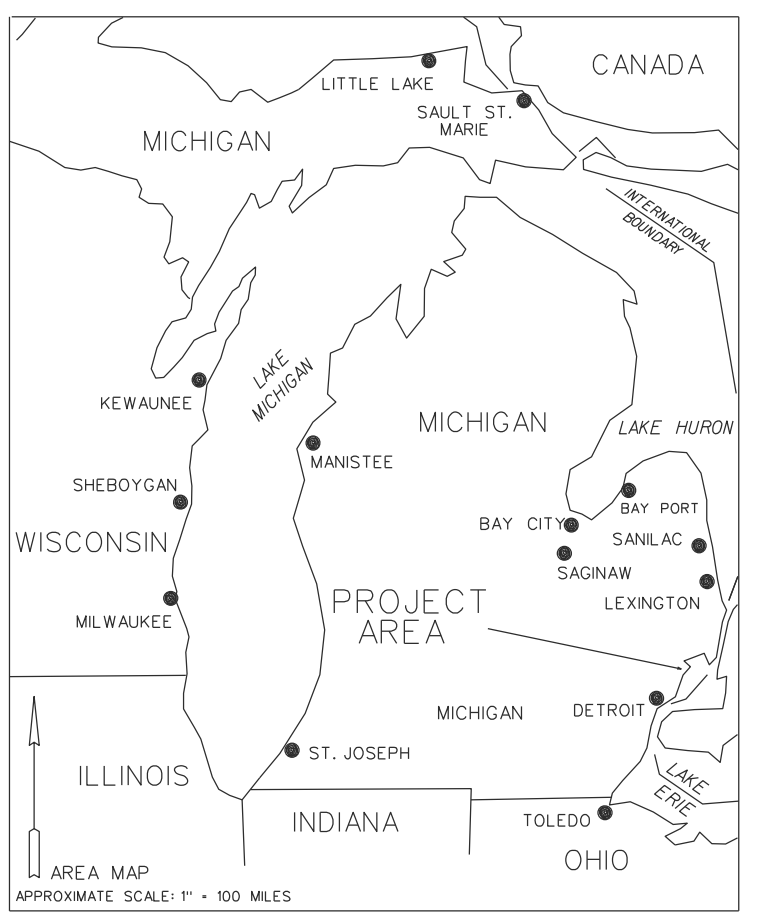 CANADA
LITTLE LAKE
SAULT ST.
MARIE
MICHIGAN
INTERNATIONAL
BOUNDARY
LAKE
MICHIGAN
KEWAUNEE
MICHIGAN
LAKE HURON
MANISTEE
SHEBOYGAN
BAY PORT
BAY CITY
WISCONSIN
SANILAC
SAGINAW
LEXINGTON
PROJECT
AREA
MILWAUKEE
MICHIGAN
DETROIT
ST. JOSEPH
ILLINOIS
LAKE
ERIE
INDIANA
TOLEDO
OHIO
AREA MAP
APPROXIMATE SCALE: 1" = 100 MILES